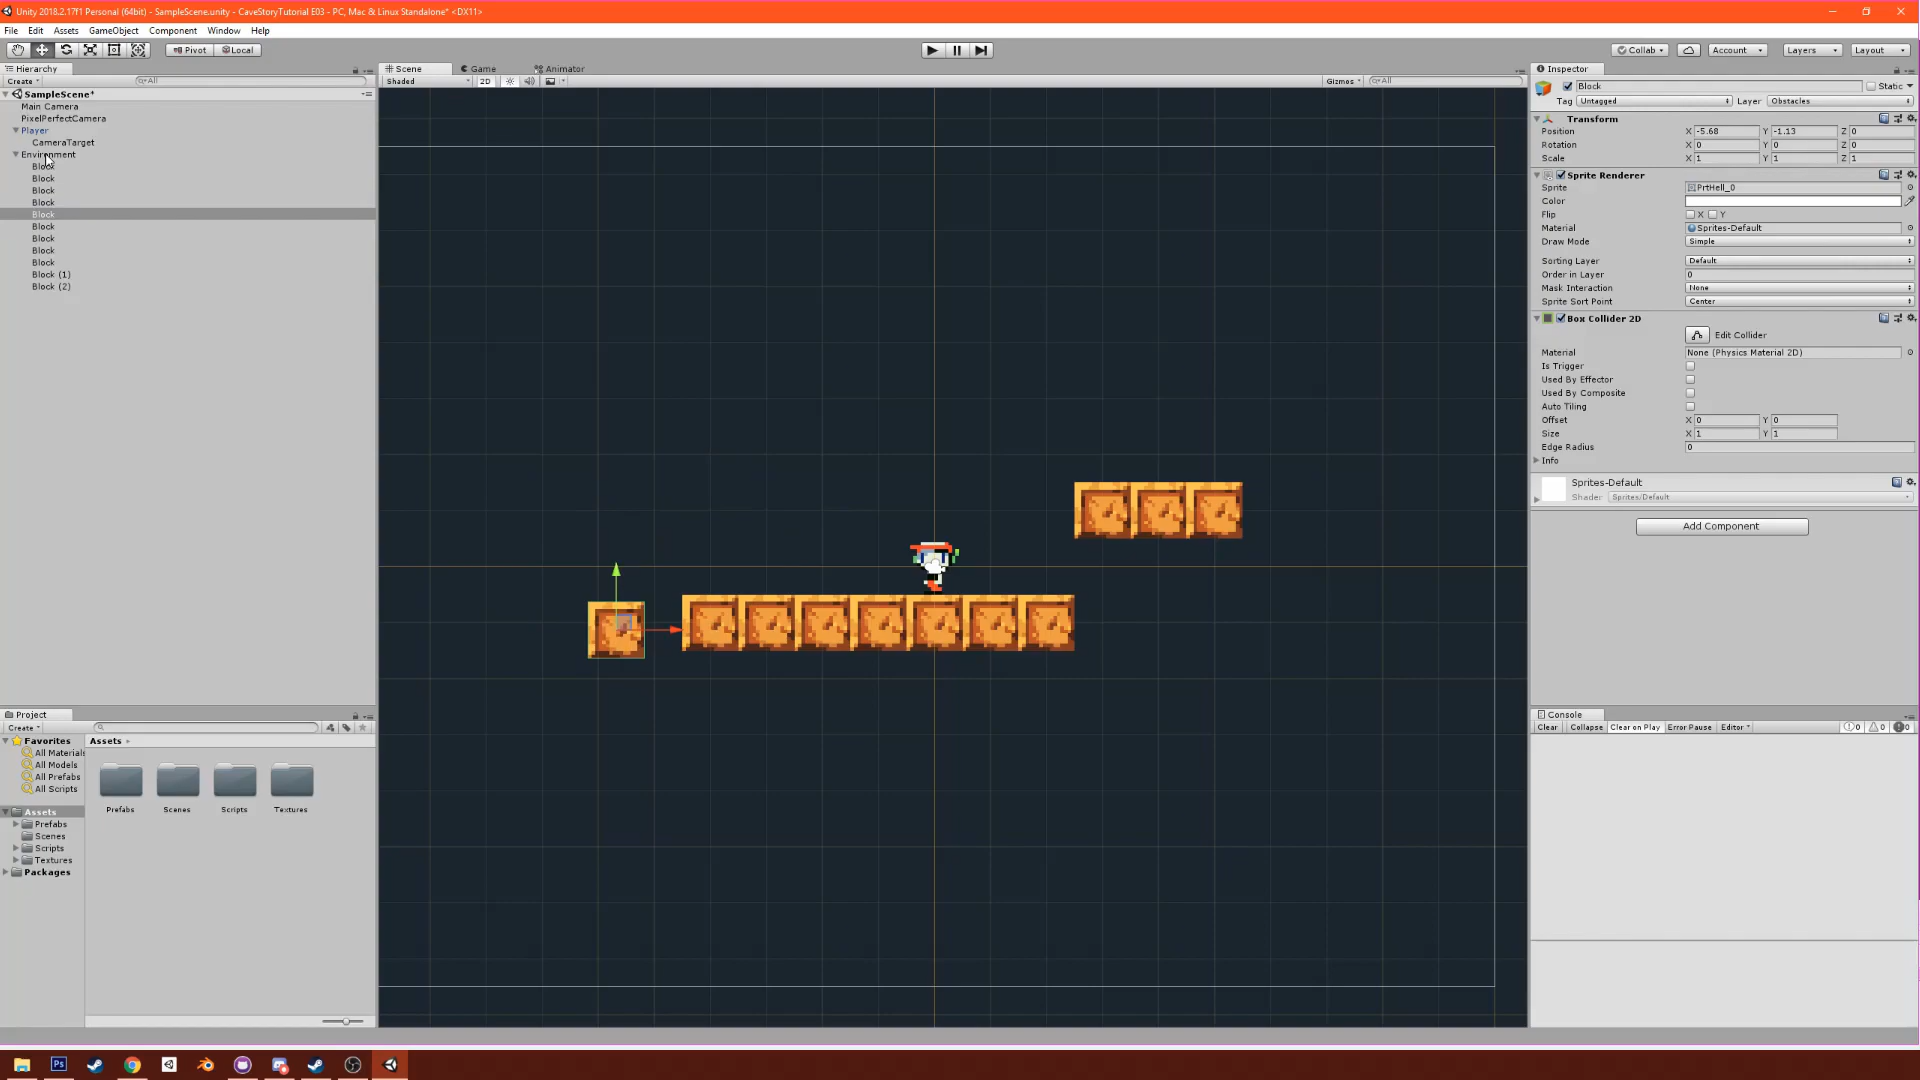 Unity 2018.2.17f1 Personal (64bit) - SampleScene.unity - CaveStoryTutorial E03 - PC, Mac & Linux Standalone* <DX11>
File Edit Assets GameObject Component Window Help
Pivot Local Collab Account Layers Layout
Hierarchy
Create All
SampleScene*
Main Camera
PixelPerfectCamera
Player
CameraTarget
Environment
Block
Block
Block
Block
Block
Block
Block
Block
Block
Block (1)
Block (2)
Scene Game Animator
Shaded 2D Gizmos All
Inspector
Block Static
Tag Untagged Layer Obstacles
Transform
Position X -5.68 Y -1.13 Z 0
Rotation X 0 Y 0 Z 0
Scale X 1 Y 1 Z 1
Sprite Renderer
Sprite PrtHell_0
Color
Flip X Y
Material Sprites-Default
Draw Mode Simple
Sorting Layer Default
Order in Layer 0
Mask Interaction None
Sprite Sort Point Center
Box Collider 2D
Edit Collider
Material None (Physics Material 2D)
Is Trigger
Used By Effector
Used By Composite
Auto Tiling
Offset X 0 Y 0
Size X 1 Y 1
Edge Radius 0
Info
Sprites-Default
Shader Sprites/Default
Add Component
Project
Create
Favorites
All Materials
All Models
All Prefabs
All Scripts
Assets
Prefabs
Scenes
Scripts
Textures
Packages
Assets
Prefabs Scenes Scripts Textures
Console
Clear Collapse Clear on Play Error Pause Editor 0 0 0
Ps